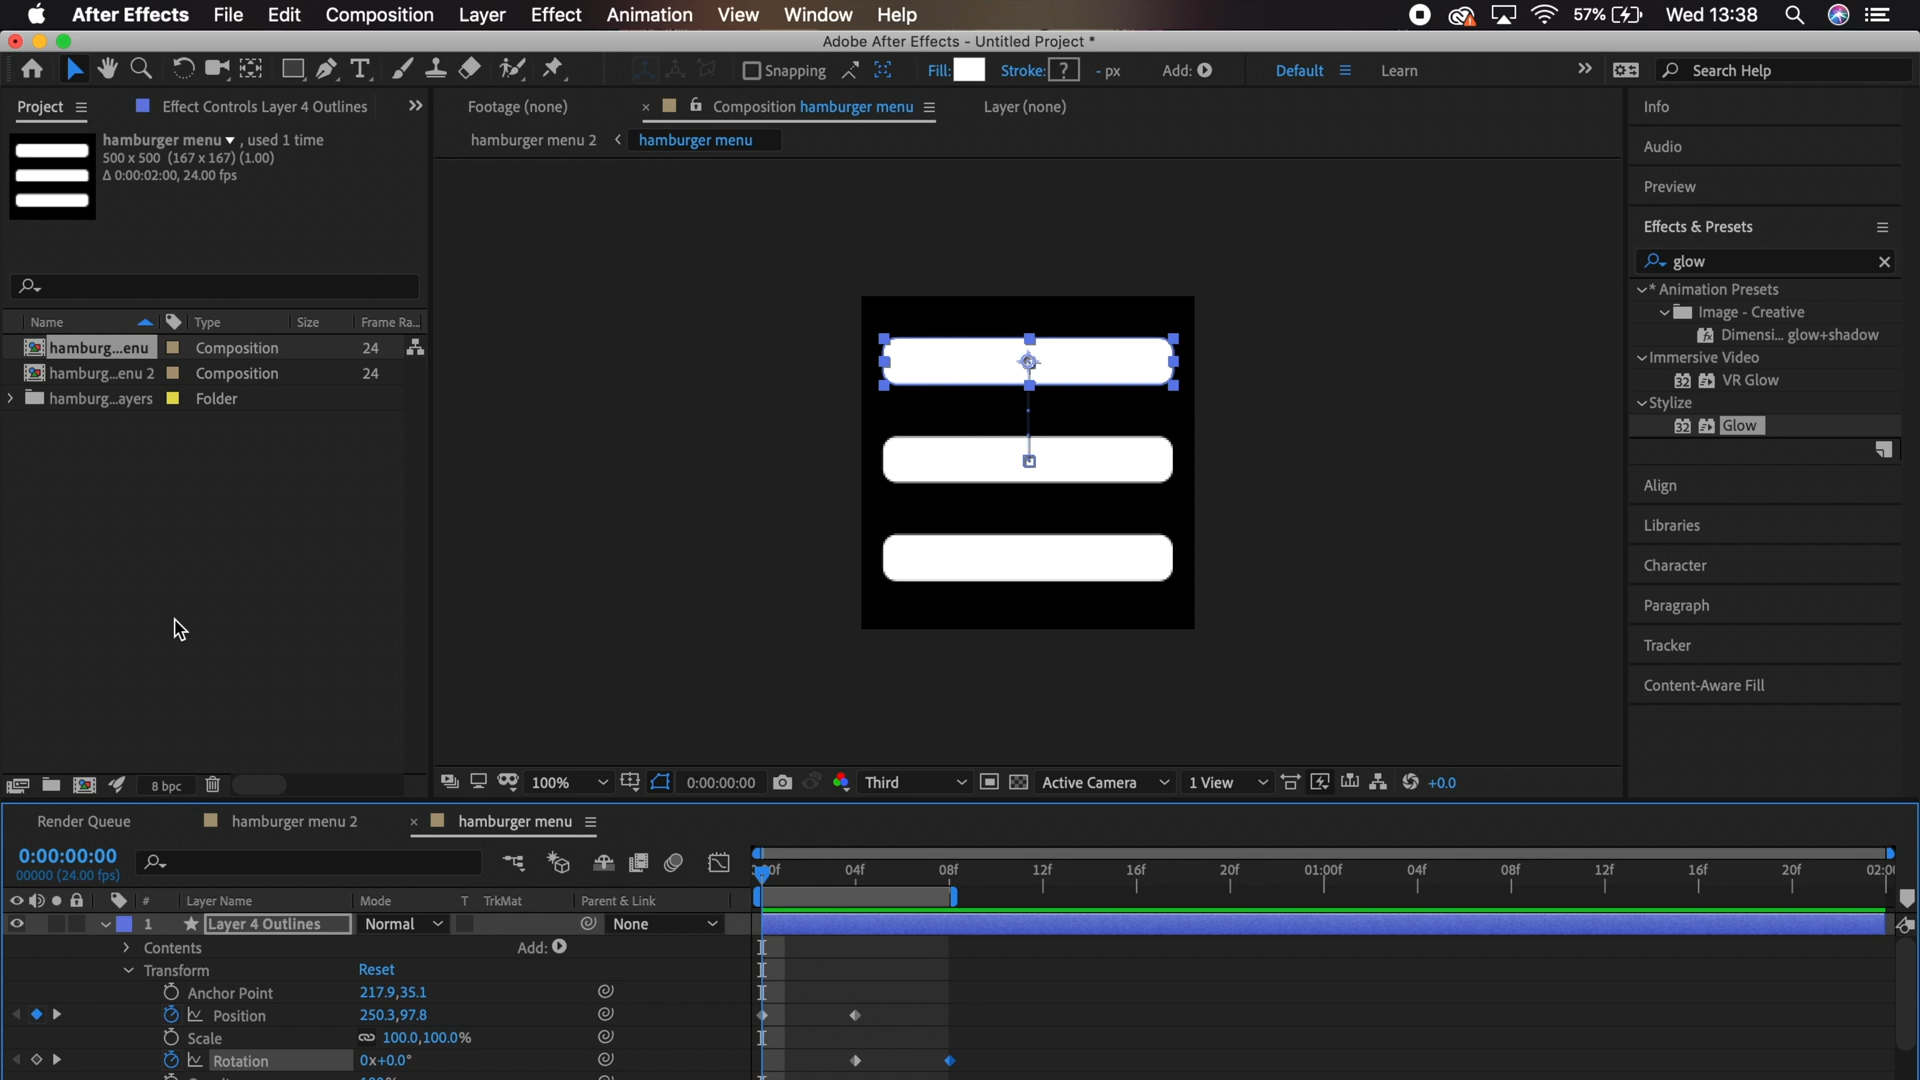 After Effects File Edit Composition Layer Effect Animation View Window Help 57% Wed 13:38
Adobe After Effects - Untitled Project *
Snapping Fill: Stroke: ? - px Add: Default Learn Search Help
Project Effect Controls Layer 4 Outlines Footage (none) Composition hamburger menu Layer (none) Info
hamburger menu , used 1 time
500 x 500 (167 x 167) (1.00)
Δ 0:00:02:00, 24.00 fps
hamburger menu 2 hamburger menu
Audio
Preview
Effects & Presets
glow
* Animation Presets
Image - Creative
Dimensi... glow+shadow
Immersive Video
32 VR Glow
Stylize
32 Glow
Name Type Size Frame Ra...
hamburg...enu Composition 24
hamburg...enu 2 Composition 24
hamburg...ayers Folder
Align
Libraries
Character
Paragraph
Tracker
Content-Aware Fill
8 bpc 100% 0:00:00:00 Third Active Camera 1 View +0.0
Render Queue hamburger menu 2 hamburger menu
0:00:00:00
00000 (24.00 fps)
04f 08f 12f 16f 20f 01:00f 04f 08f 12f 16f 20f
# Layer Name Mode T TrkMat Parent & Link
1 Layer 4 Outlines Normal None
Contents Add:
Transform Reset
Anchor Point 217.9,35.1
Position 250.3,97.8
Scale 100.0,100.0%
Rotation 0x+0.0°